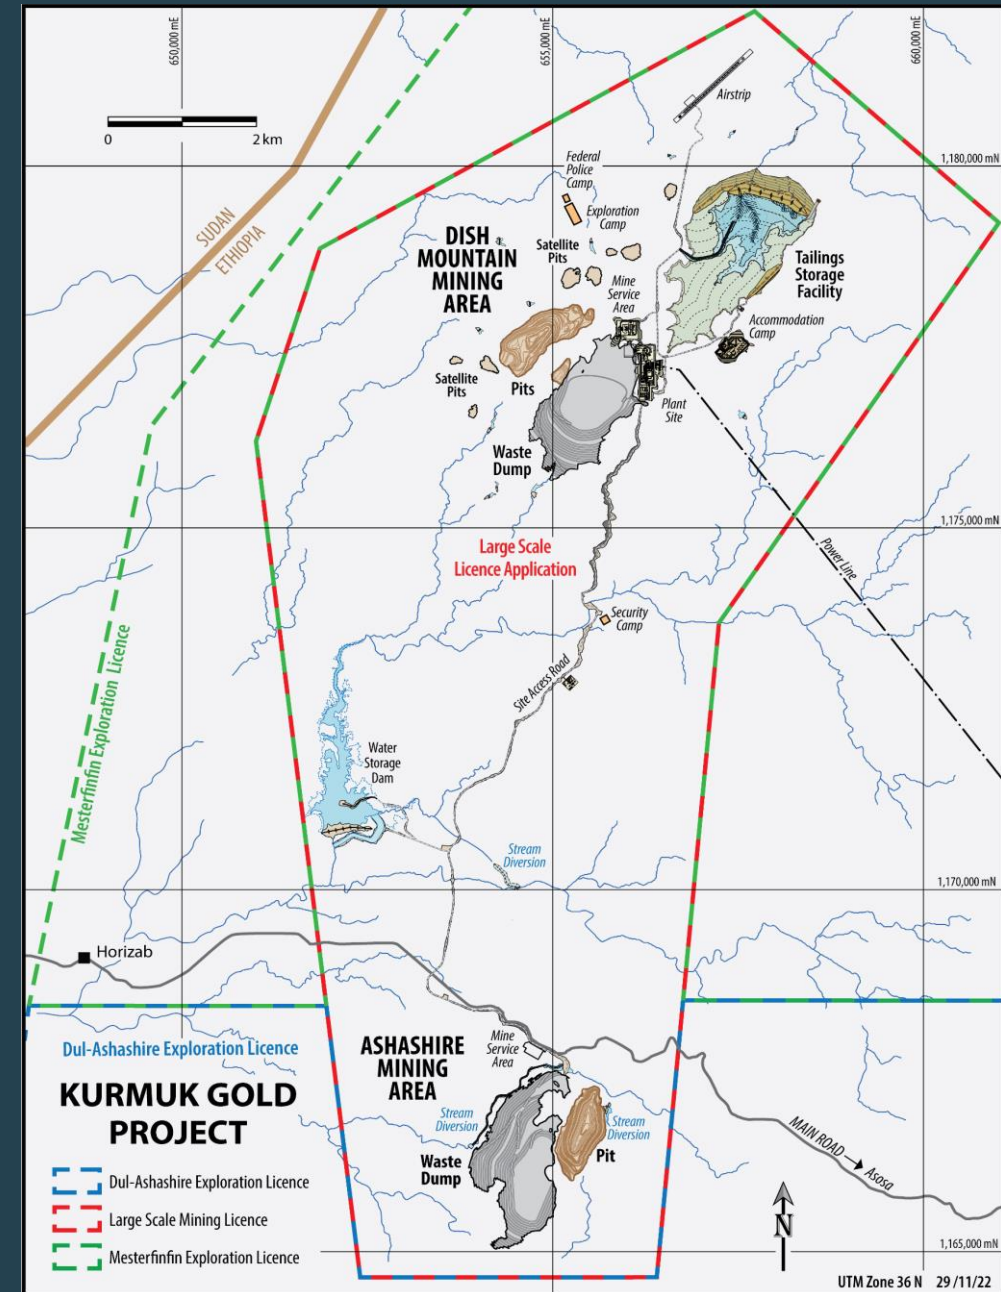 650,000 mE
655,000 mE
660,000 mE
0
2 km
Airstrip
1,180,000 mN
Federal
Police
Camp
Exploration
Camp
SUDAN
ETHIOPIA
DISH
MOUNTAIN
MINING
AREA
Satellite
Pits
Mine
Service
Area
Tailings
Storage
Facility
Accommodation
Camp
Satellite
Pits
Pits
Plant
Site
Waste
Dump
1,175,000 mN
Large Scale
Licence Application
Power Line
Security
Camp
Site Access Road
Mesterfinfin Exploration Licence
Water
Storage
Dam
Stream
Diversion
1,170,000 mN
Horizab
Dul-Ashashire Exploration Licence
ASHASHIRE
MINING
AREA
Mine
Service
Area
KURMUK GOLD
PROJECT
Stream
Diversion
Stream
Diversion
Pit
Waste
Dump
MAIN ROAD
Asosa
Dul-Ashashire Exploration Licence
Large Scale Mining Licence
Mesterfinfin Exploration Licence
N
1,165,000 mN
UTM Zone 36 N 29 /11/22